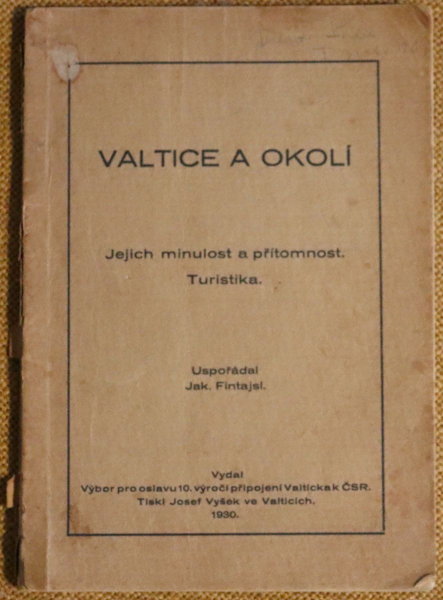 VALTICE A OKOLÍ
Jejich minulost a přítomnost.
Turistika.
Uspořádal
Jak. Fintajsl.
Vydal
Výbor pro oslavu 10. výročí připojení Valticka k ČSR.
Tiskl Josef Vyšek ve Valticích.
1930.